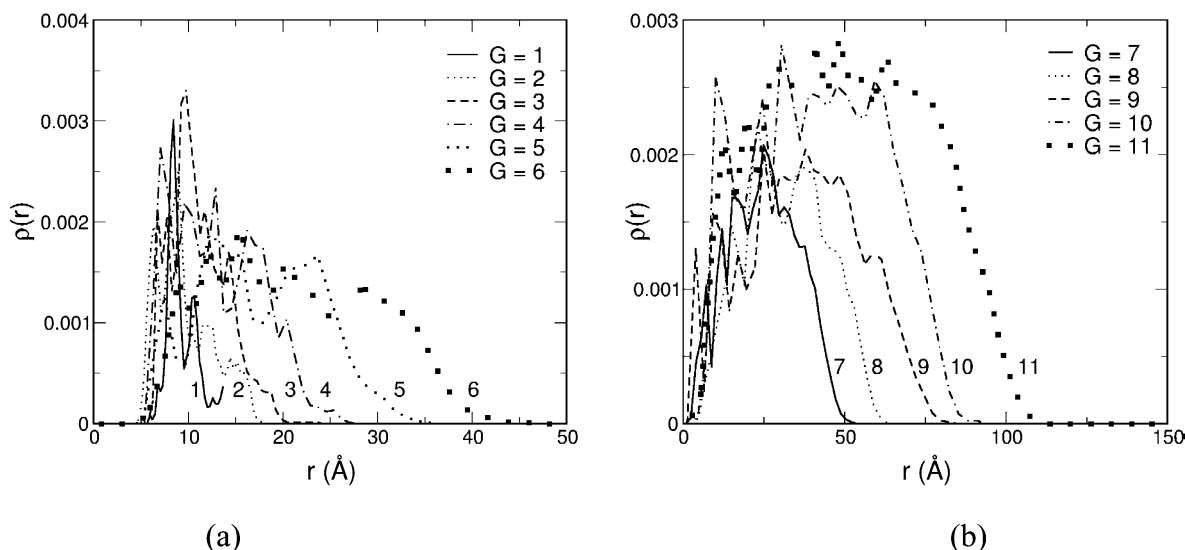 0.004
0.003
0.002
0.001
0
ρ(r)
G = 1
G = 2
G = 3
G = 4
G = 5
G = 6
1 2 3 4 5 6
0 10 20 30 40 50
r (Å)
(a)
0.003
0.002
0.001
0
ρ(r)
G = 7
G = 8
G = 9
G = 10
G = 11
7 8 9 10 11
0 50 100 150
r (Å)
(b)